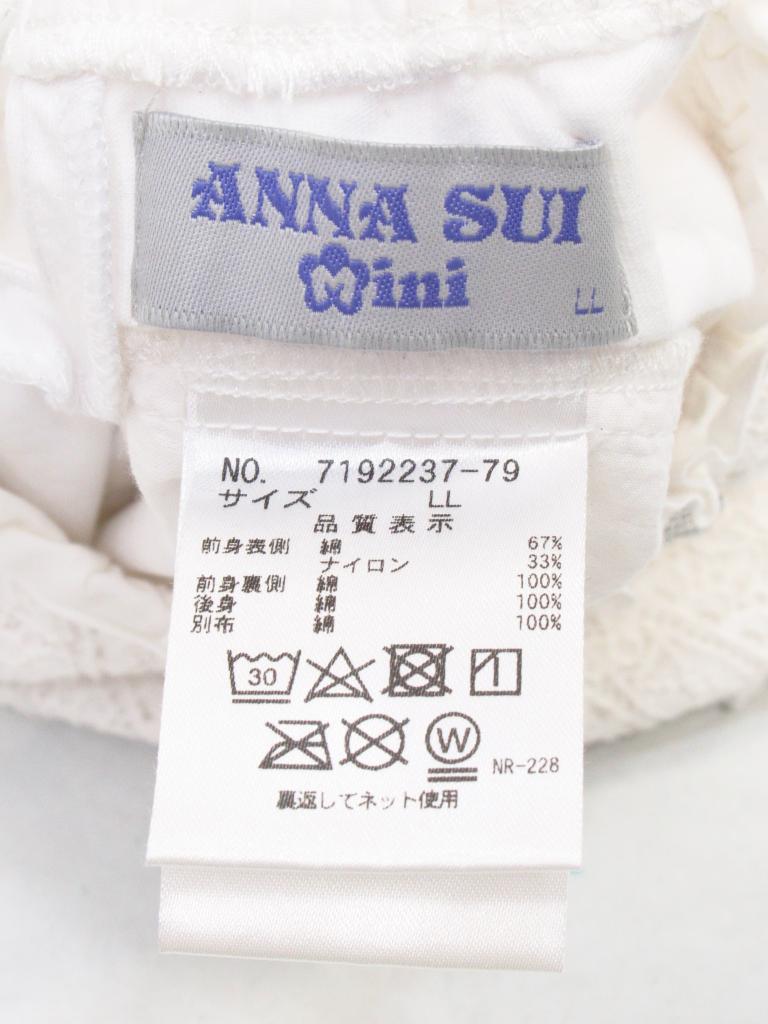 ANNA SUI
Mini
LL
NO. 7192237-79
サイズ LL
品質表示
前身表側 綿 67%
ナイロン 33%
前身裏側 綿 100%
後身 綿 100%
別布 綿 100%
30
W
NR-228
裏返してネット使用